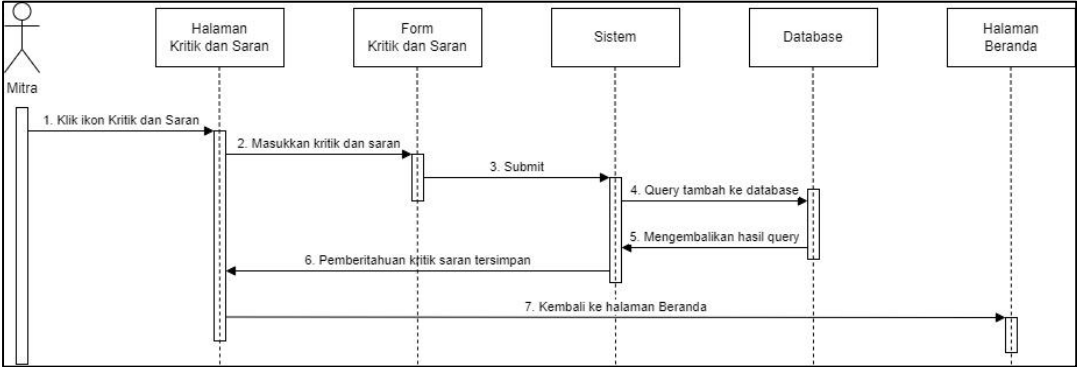 Halaman
Kritik dan Saran
Form
Kritik dan Saran
Sistem
Database
Halaman
Beranda
Mitra
1. Klik ikon Kritik dan Saran
2. Masukkan kritik dan saran
3. Submit
4. Query tambah ke database
5. Mengembalikan hasil query
6. Pemberitahuan kritik saran tersimpan
7. Kembali ke halaman Beranda